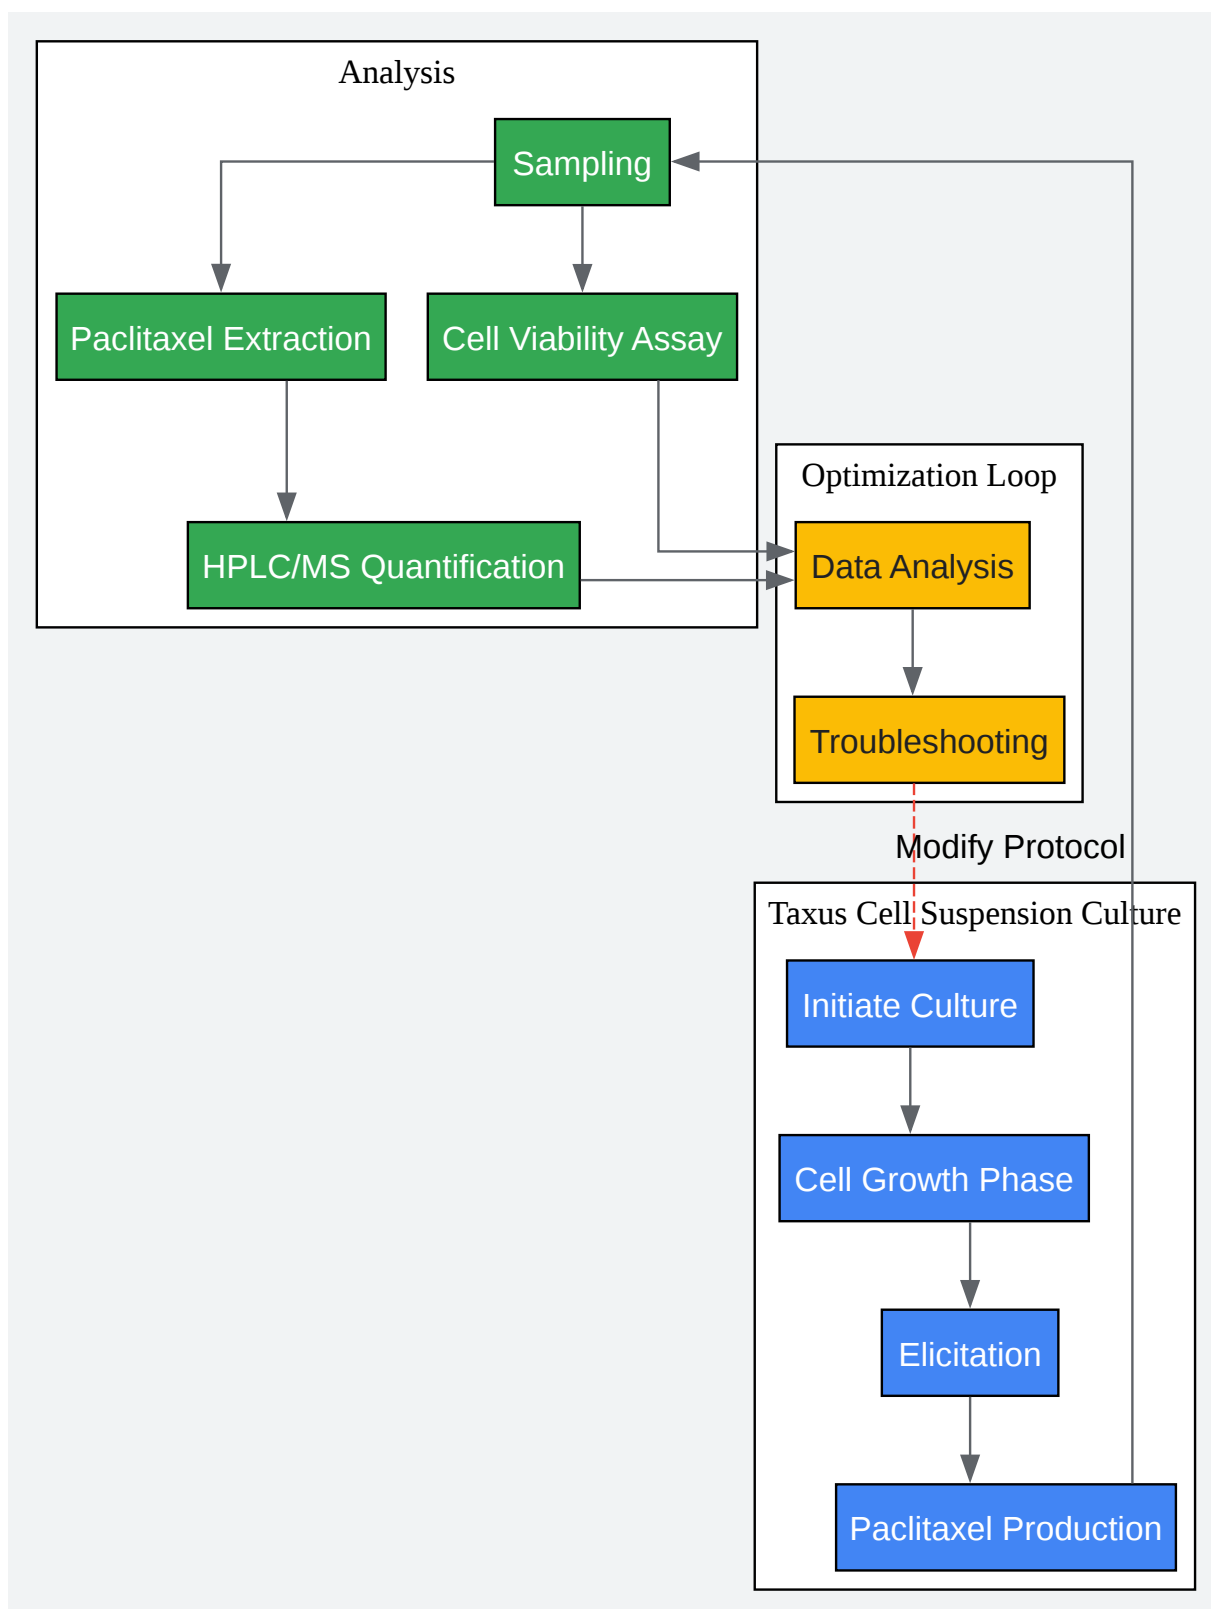 Analysis
Sampling
Paclitaxel Extraction
Cell Viability Assay
HPLC/MS Quantification
Optimization Loop
Data Analysis
Troubleshooting
Modify Protocol
Taxus Cell Suspension Culture
Initiate Culture
Cell Growth Phase
Elicitation
Paclitaxel Production